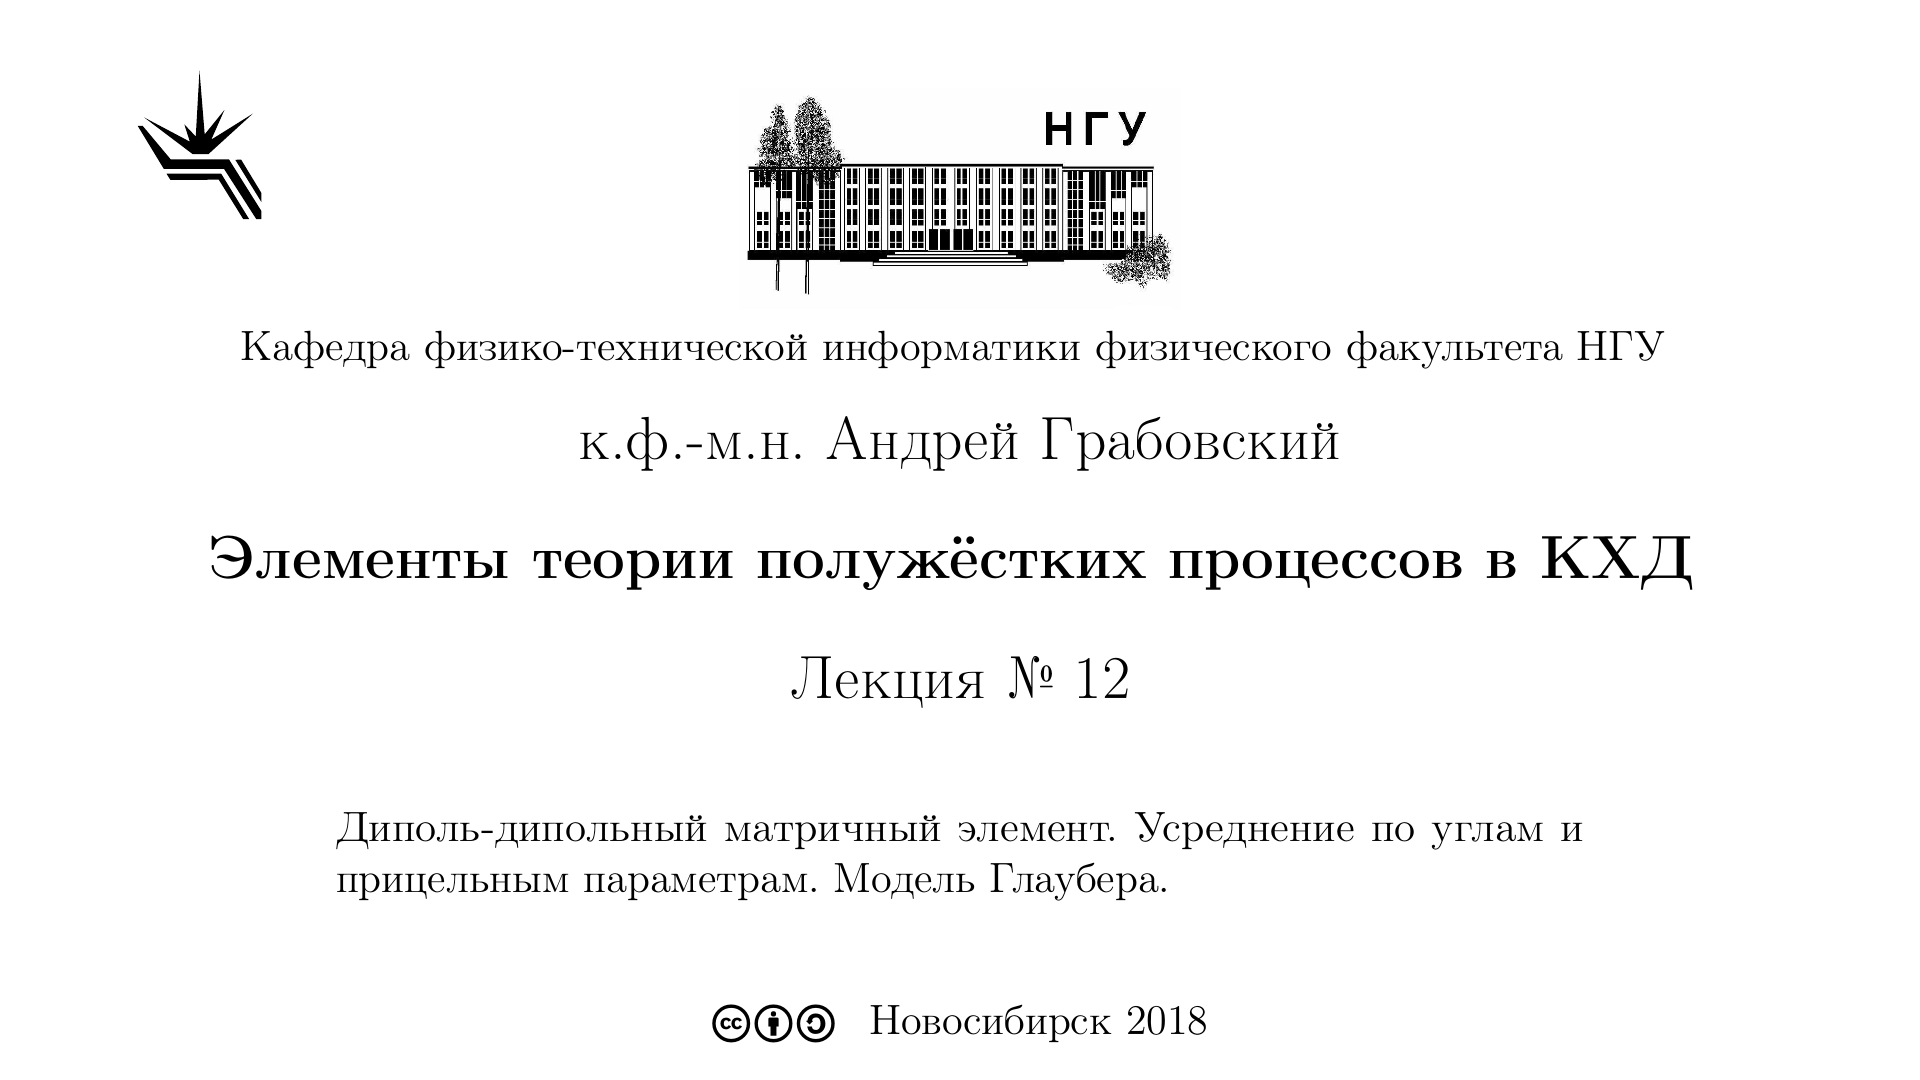 НГУ
Кафедра физико-технической информатики физического факультета НГУ
к.ф.-м.н. Андрей Грабовский
Элементы теории полужёстких процессов в КХД
Лекция № 12
Диполь-дипольный матричный элемент. Усреднение по углам и
прицельным параметрам. Модель Глаубера.
cc Новосибирск 2018